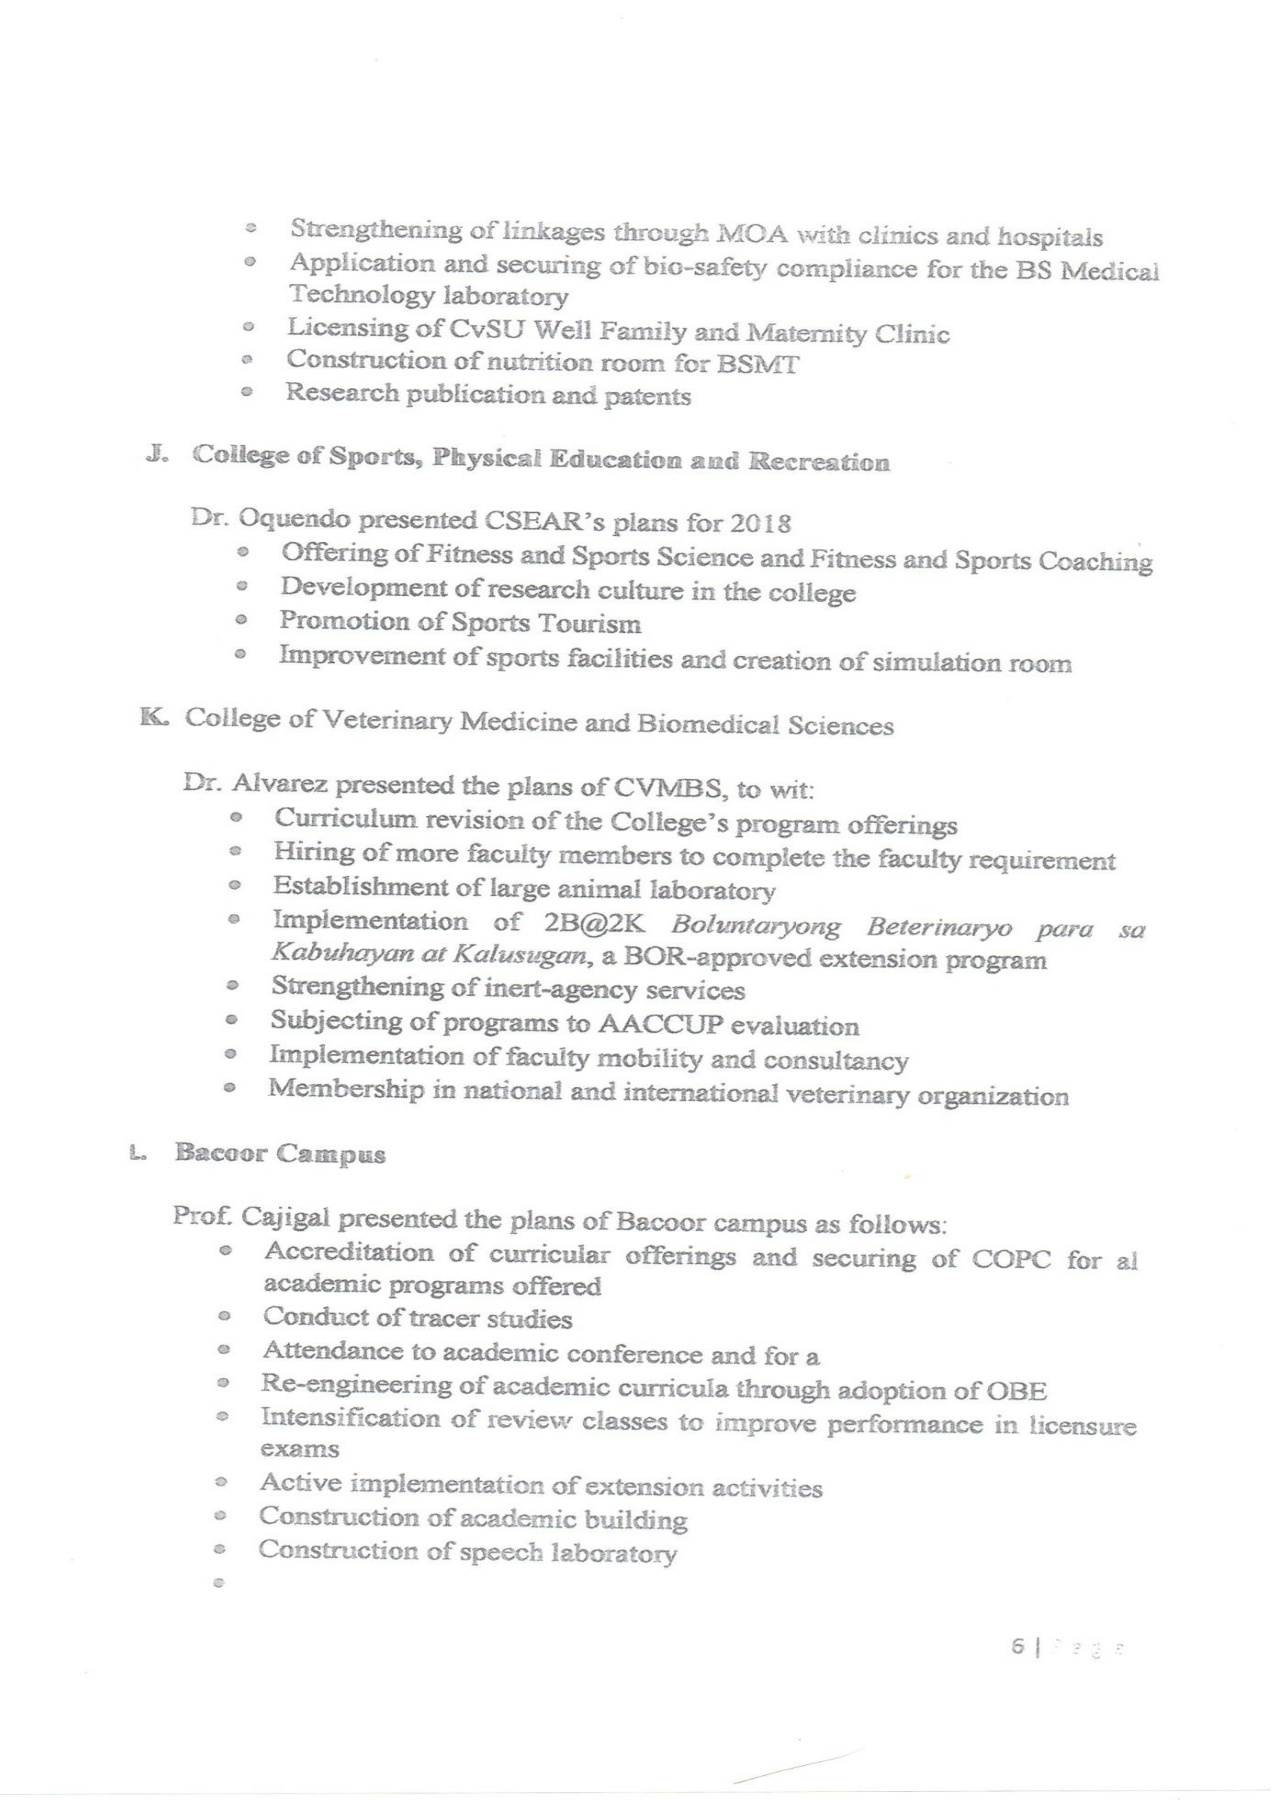 • Strengthening of linkages through MOA with clinics and hospitals
• Application and securing of bio-safety compliance for the BS Medical
Technology laboratory
• Licensing of CvSU Well Family and Maternity Clinic
• Construction of nutrition room for BSMT
• Research publication and patents
J. College of Sports, Physical Education and Recreation
Dr. Oquendo presented CSEAR's plans for 2018
• Offering of Fitness and Sports Science and Fitness and Sports Coaching
• Development of research culture in the college
• Promotion of Sports Tourism
• Improvement of sports facilities and creation of simulation room
K. College of Veterinary Medicine and Biomedical Sciences
Dr. Alvarez presented the plans of CVMBS, to wit:
• Curriculum revision of the College's program offerings
• Hiring of more faculty members to complete the faculty requirement
• Establishment of large animal laboratory
• Implementation of 2B@2K Boluntaryong Beterinaryo para sa
Kabuhayan at Kalusugan, a BOR-approved extension program
• Strengthening of inert-agency services
• Subjecting of programs to AACCUP evaluation
• Implementation of faculty mobility and consultancy
• Membership in national and international veterinary organization
L. Bacoor Campus
Prof. Cajigal presented the plans of Bacoor campus as follows:
• Accreditation of curricular offerings and securing of COPC for al
academic programs offered
• Conduct of tracer studies
• Attendance to academic conference and for a
• Re-engineering of academic curricula through adoption of OBE
• Intensification of review classes to improve performance in licensure
exams
• Active implementation of extension activities
• Construction of academic building
• Construction of speech laboratory
•
6 | Page